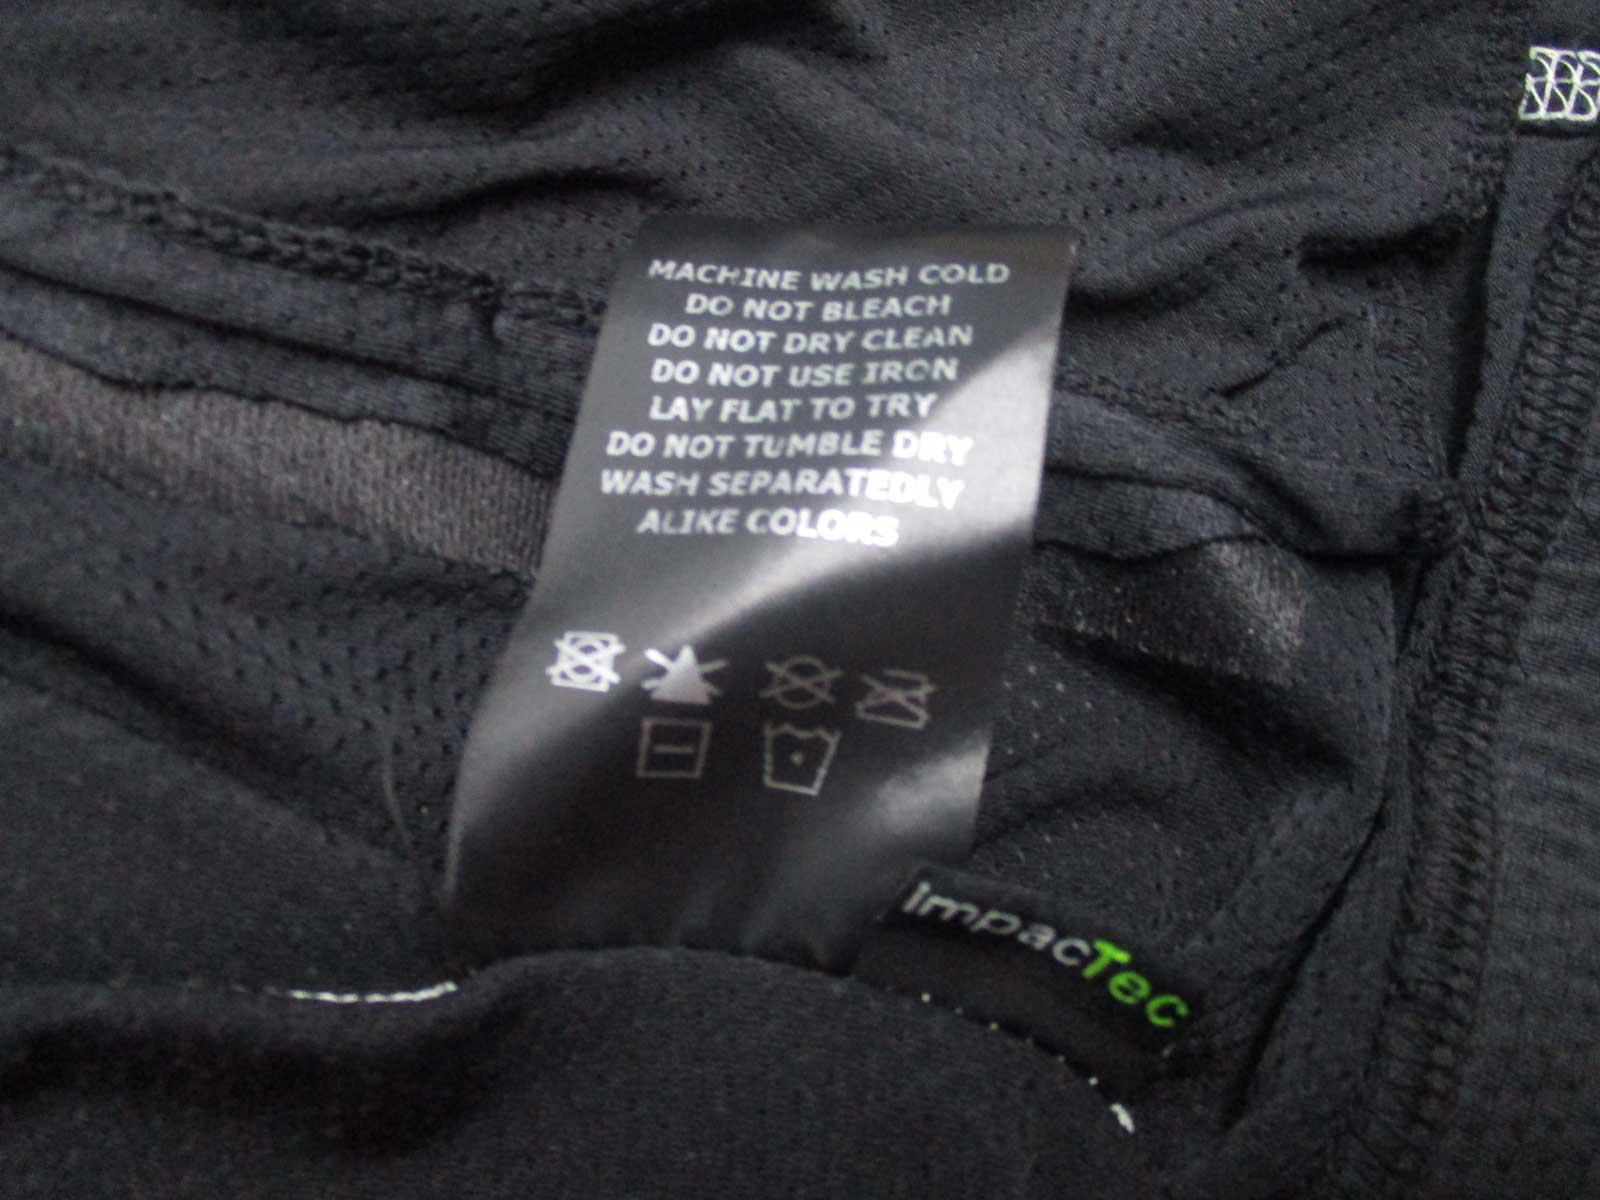 MACHINE WASH COLD
DO NOT BLEACH
DO NOT DRY CLEAN
DO NOT USE IRON
LAY FLAT TO TRY
DO NOT TUMBLE DRY
WASH SEPARATEDLY
ALIKE COLORS
ImpacTec